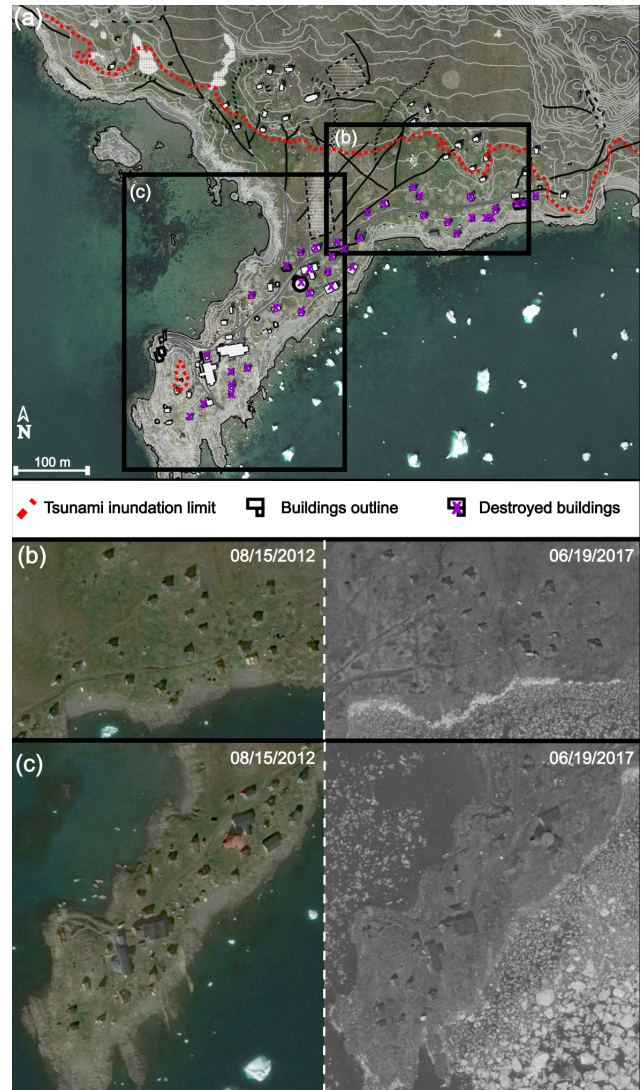 (a)
(b)
(c)
N
100 m
Tsunami inundation limit
Buildings outline
Destroyed buildings
(b)
08/15/2012
06/19/2017
(c)
08/15/2012
06/19/2017